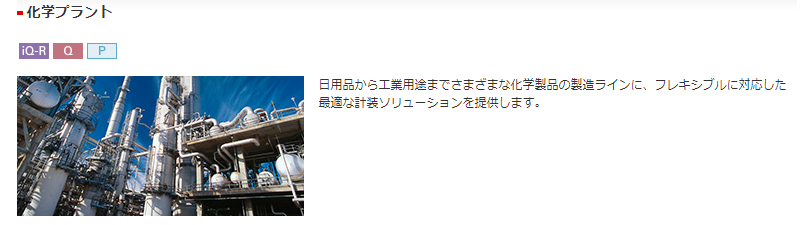 化学プラント
iQ-R Q P
日用品から工業用途までさまざまな化学製品の製造ラインに、フレキシブルに対応した
最適な計装ソリューションを提供します。